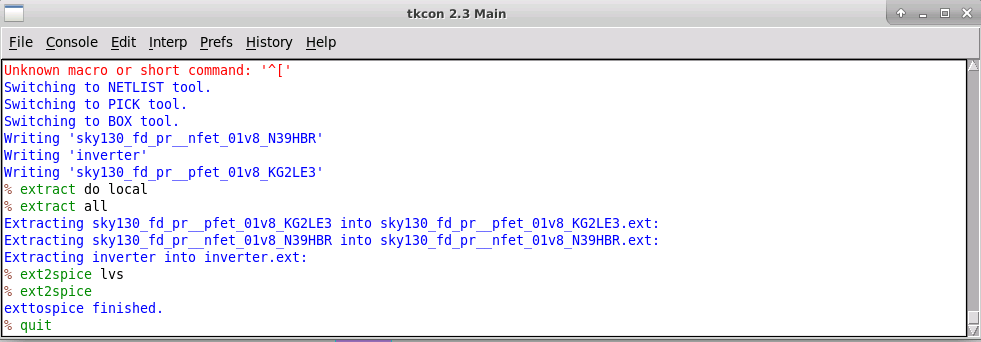 tkcon 2.3 Main
File Console Edit Interp Prefs History Help
Unknown macro or short command: '^['
Switching to NETLIST tool.
Switching to PICK tool.
Switching to BOX tool.
Writing 'sky130_fd_pr__nfet_01v8_N39HBR'
Writing 'inverter'
Writing 'sky130_fd_pr__pfet_01v8_KG2LE3'
% extract do local
% extract all
Extracting sky130_fd_pr__pfet_01v8_KG2LE3 into sky130_fd_pr__pfet_01v8_KG2LE3.ext:
Extracting sky130_fd_pr__nfet_01v8_N39HBR into sky130_fd_pr__nfet_01v8_N39HBR.ext:
Extracting inverter into inverter.ext:
% ext2spice lvs
% ext2spice
exttospice finished.
% quit